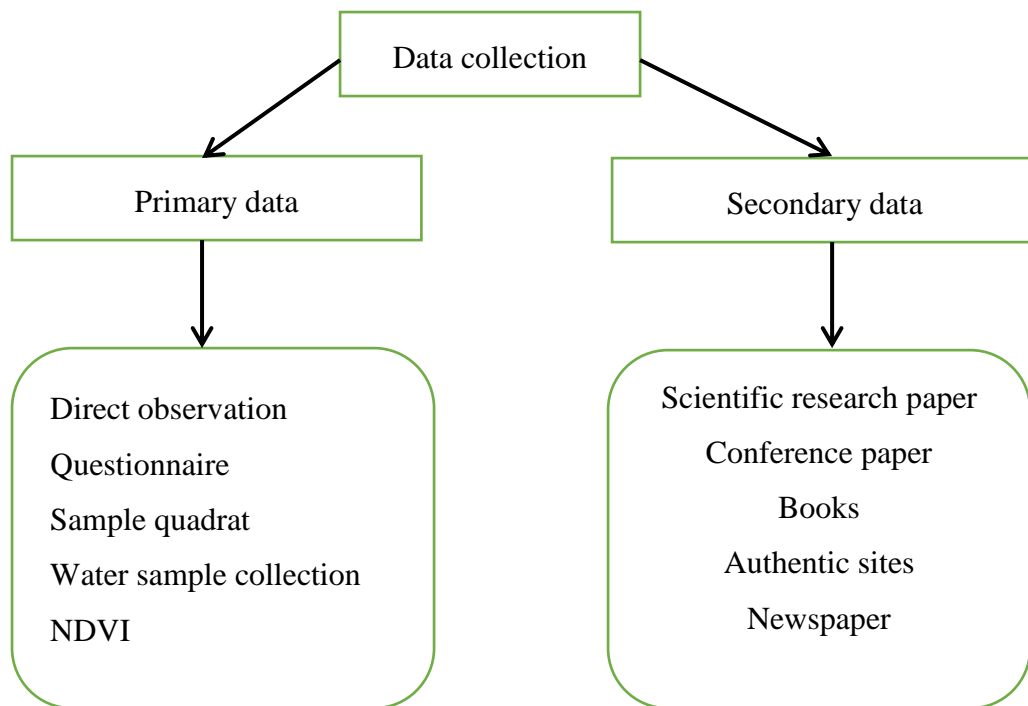 Data collection
Primary data
Secondary data
Direct observation
Questionnaire
Sample quadrat
Water sample collection
NDVI
Scientific research paper
Conference paper
Books
Authentic sites
Newspaper